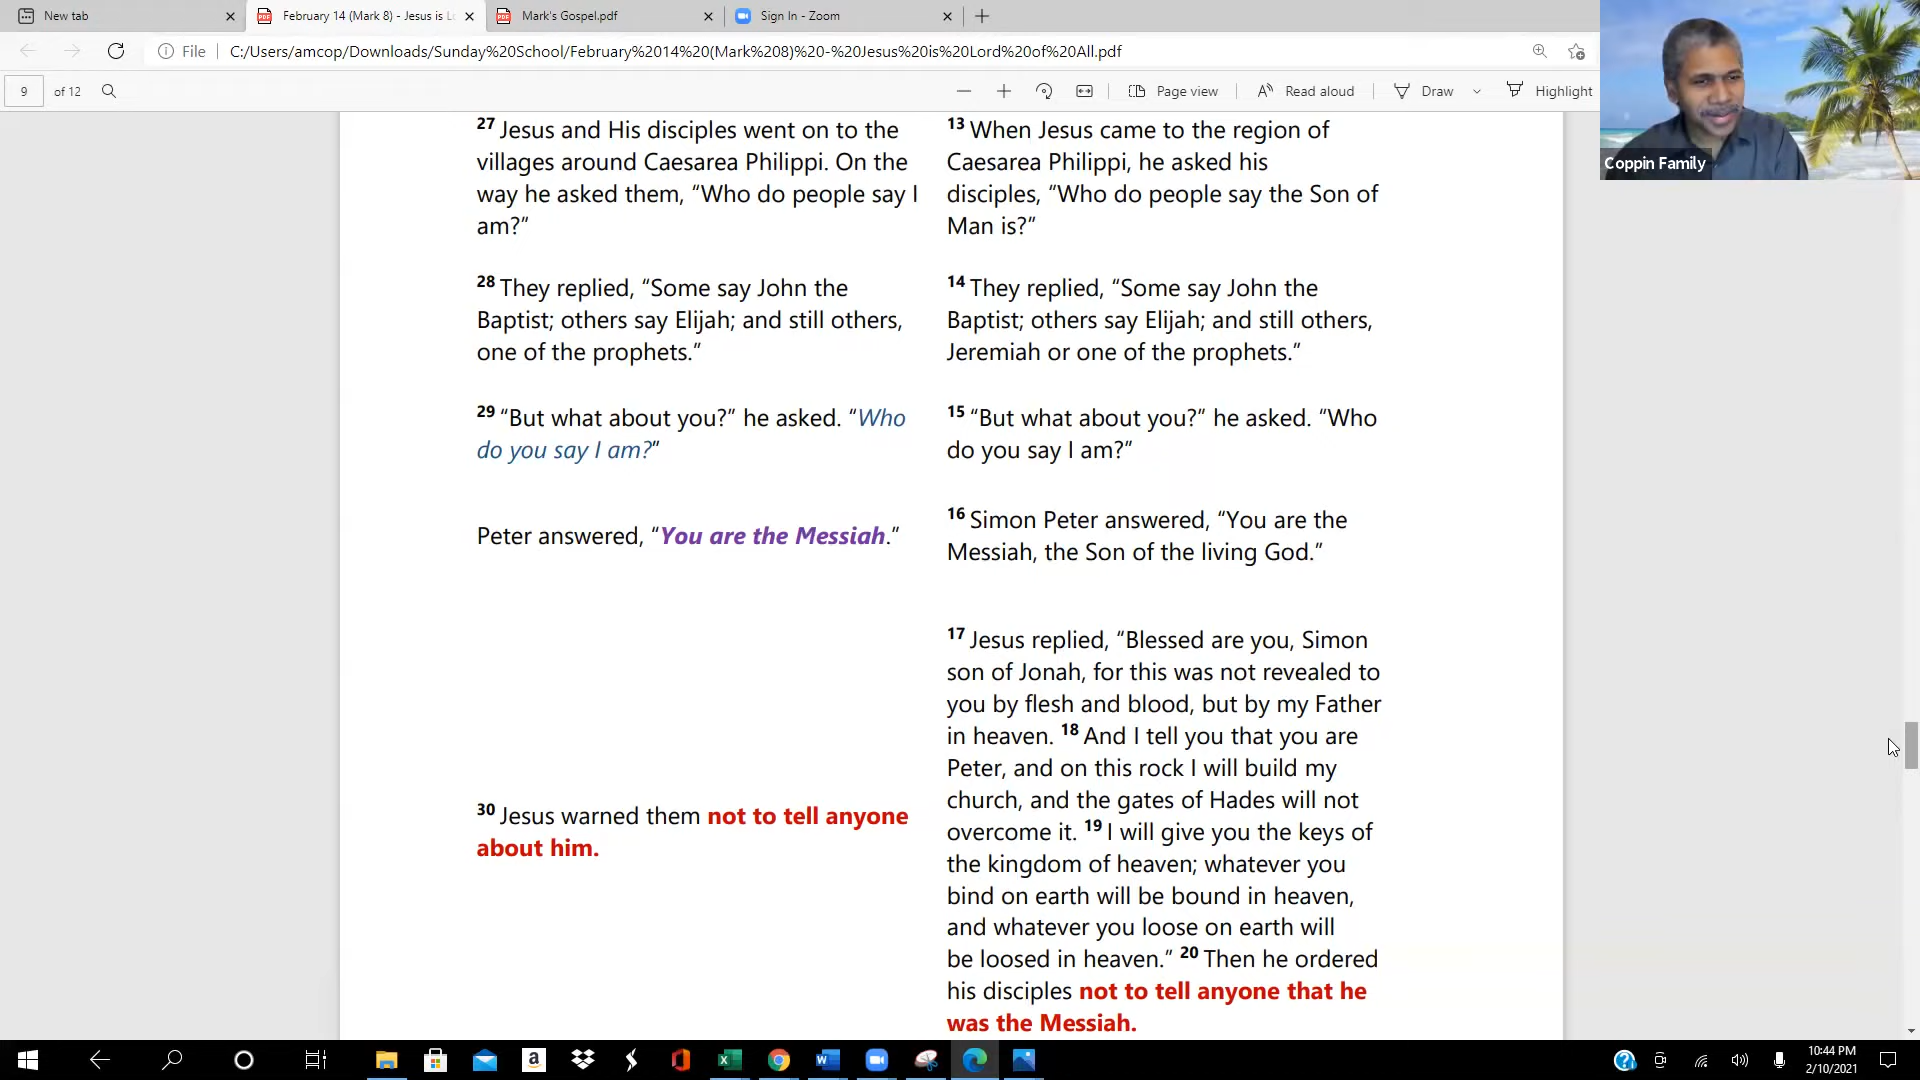 New tab
February 14 (Mark 8) - Jesus is Lo
Mark's Gospel.pdf
Sign In - Zoom
File
C:/Users/amcop/Downloads/Sunday%20School/February%2014%20(Mark%208)%20-%20Jesus%20is%20Lord%20of%20All.pdf
9
of 12
Page view
Read aloud
Draw
Highlight
Coppin Family
27 Jesus and His disciples went on to the
villages around Caesarea Philippi. On the
way he asked them, “Who do people say I
am?”
28 They replied, “Some say John the
Baptist; others say Elijah; and still others,
one of the prophets.”
29 “But what about you?” he asked. “Who
do you say I am?”
Peter answered, “You are the Messiah.”
30 Jesus warned them not to tell anyone
about him.
13 When Jesus came to the region of
Caesarea Philippi, he asked his
disciples, “Who do people say the Son of
Man is?”
14 They replied, “Some say John the
Baptist; others say Elijah; and still others,
Jeremiah or one of the prophets.”
15 “But what about you?” he asked. “Who
do you say I am?”
16 Simon Peter answered, “You are the
Messiah, the Son of the living God.”
17 Jesus replied, “Blessed are you, Simon
son of Jonah, for this was not revealed to
you by flesh and blood, but by my Father
in heaven. 18 And I tell you that you are
Peter, and on this rock I will build my
church, and the gates of Hades will not
overcome it. 19 I will give you the keys of
the kingdom of heaven; whatever you
bind on earth will be bound in heaven,
and whatever you loose on earth will
be loosed in heaven.” 20 Then he ordered
his disciples not to tell anyone that he
was the Messiah.
10:44 PM
2/10/2021